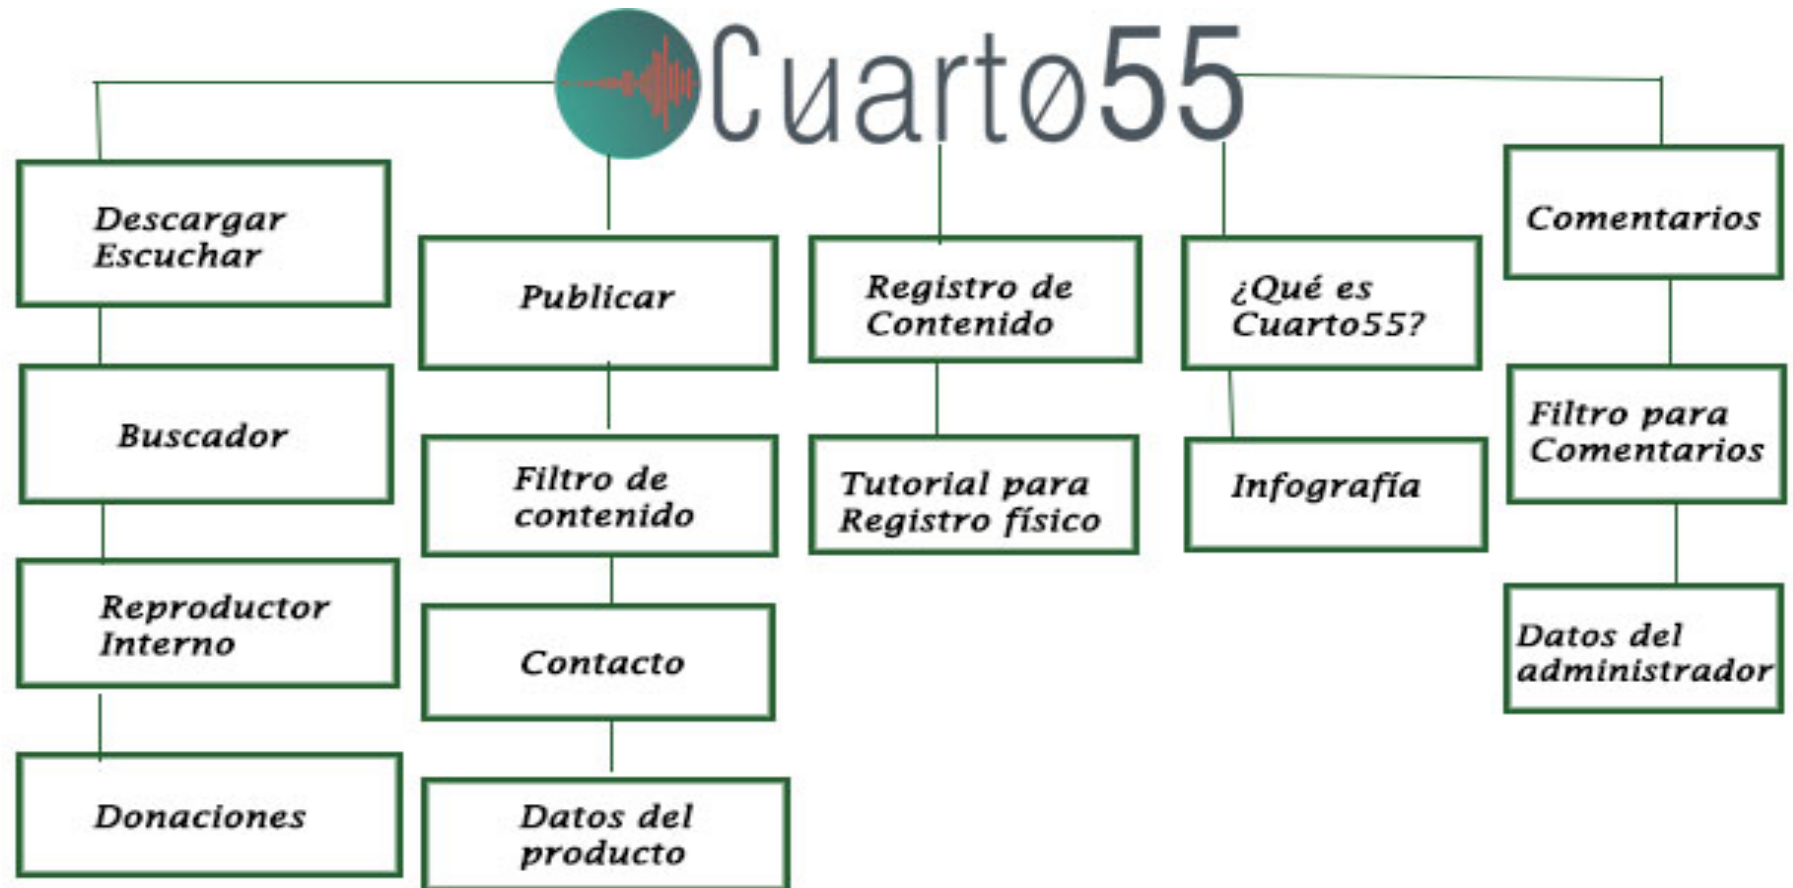 Cuarto55
Descargar
Escuchar
Buscador
Reproductor
Interno
Donaciones
Publicar
Filtro de
contenido
Contacto
Datos del
producto
Registro de
Contenido
Tutorial para
Registro físico
¿Qué es
Cuarto55?
Infografía
Comentarios
Filtro para
Comentarios
Datos del
administrador